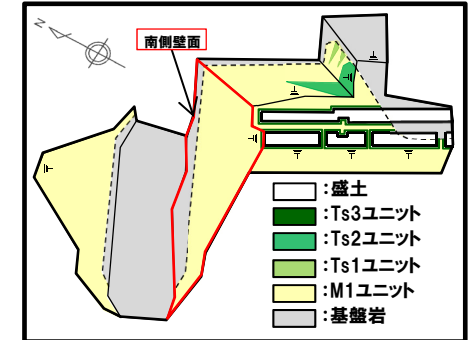 N
南側壁面
:盛土
:Ts3ユニット
:Ts2ユニット
:Ts1ユニット
:M1ユニット
:基盤岩